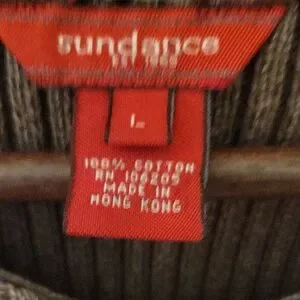 sundance
L
100% COTTON
RN 106205
MADE IN
HONG KONG